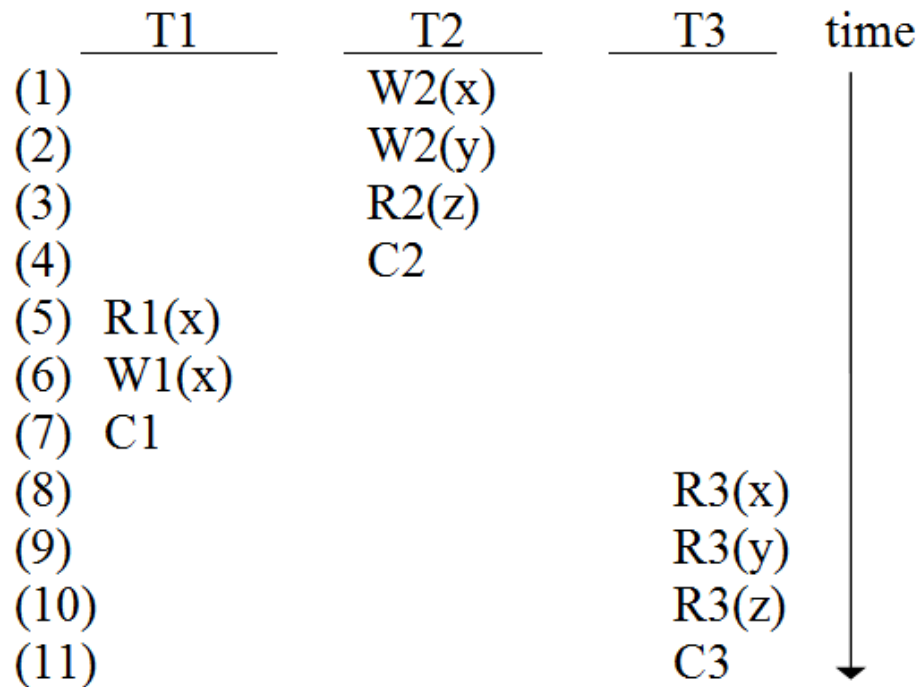 T1 T2 T3 time
(1) W2(x)
(2) W2(y)
(3) R2(z)
(4) C2
(5) R1(x)
(6) W1(x)
(7) C1
(8) R3(x)
(9) R3(y)
(10) R3(z)
(11) C3